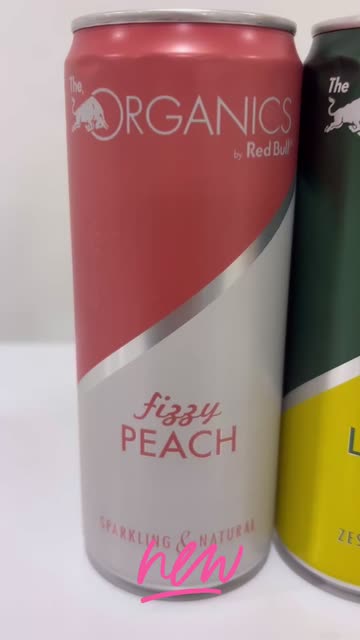 The
ORGANICS
by Red Bull®
fizzy
PEACH
SPARKLING & NATURAL
new
The
L
ZES